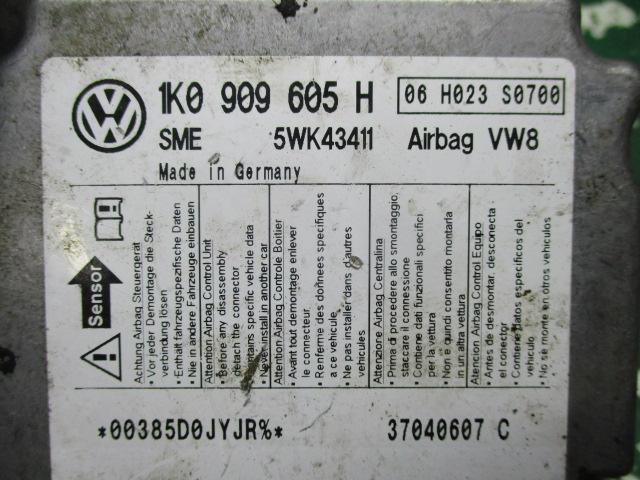 1K0 909 605 H
06 H023 S0700
SME 5WK43411 Airbag VW8
Made in Germany
Sensor
Achtung Airbag Steuergerät
• Vor jeder Demontage die Steck-
verbindung lösen
• Enthält fahrzeugspezifische Daten
• Nie in andere Fahrzeuge einbauen
Attention Airbag Control Unit
• Before any disassembly
detach the connector
• Contains specific vehicle data
• Never install in another car
Attention Airbag Controle Boitier
• Avant tout demontage enlever
le connecteur
• Renferme des données specifiques
a ce vehicule
• Ne pas installer dans d'autres
vehicules
Attenzione Airbag Centralina
• Prima di procedere allo smontaggio,
staccare il connessione
• Contiene dati funzionali specifici
per la vettura
• Non e quindi consentito montarla
in un altra vettura
Atencion Airbag Control Equipo
• Antes de desmontar desconecta
el conector
• Contiene datos especificos del
vehiculo
• No se monte en otros vehiculos
*00385D0JYJR%*
37040607 C